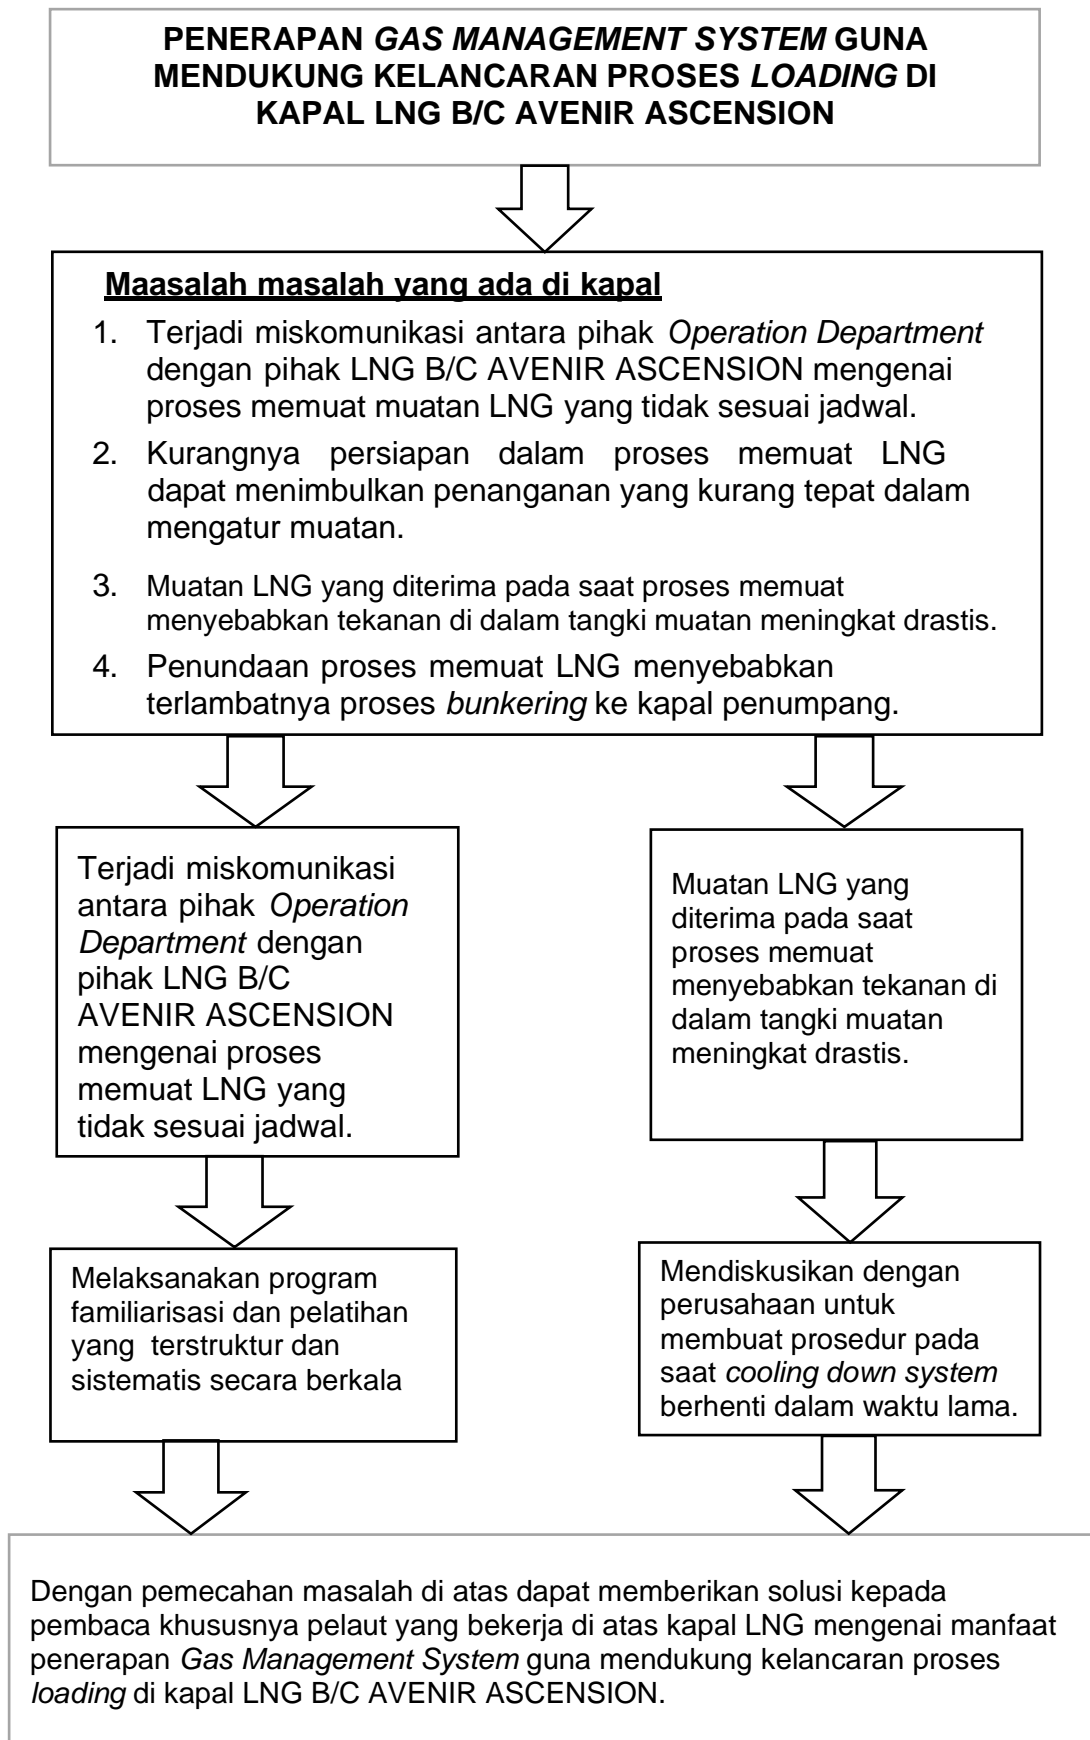 PENERAPAN GAS MANAGEMENT SYSTEM GUNA
MENDUKUNG KELANCARAN PROSES LOADING DI
KAPAL LNG B/C AVENIR ASCENSION
Maasalah masalah yang ada di kapal
1. Terjadi miskomunikasi antara pihak Operation Department
dengan pihak LNG B/C AVENIR ASCENSION mengenai
proses memuat muatan LNG yang tidak sesuai jadwal.
2. Kurangnya persiapan dalam proses memuat LNG
dapat menimbulkan penanganan yang kurang tepat dalam
mengatur muatan.
3. Muatan LNG yang diterima pada saat proses memuat
menyebabkan tekanan di dalam tangki muatan meningkat drastis.
4. Penundaan proses memuat LNG menyebabkan
terlambatnya proses bunkering ke kapal penumpang.
Terjadi miskomunikasi
antara pihak Operation
Department dengan
pihak LNG B/C
AVENIR ASCENSION
mengenai proses
memuat LNG yang
tidak sesuai jadwal.
Muatan LNG yang
diterima pada saat
proses memuat
menyebabkan tekanan di
dalam tangki muatan
meningkat drastis.
Melaksanakan program
familiarisasi dan pelatihan
yang terstruktur dan
sistematis secara berkala
Mendiskusikan dengan
perusahaan untuk
membuat prosedur pada
saat cooling down system
berhenti dalam waktu lama.
Dengan pemecahan masalah di atas dapat memberikan solusi kepada
pembaca khususnya pelaut yang bekerja di atas kapal LNG mengenai manfaat
penerapan Gas Management System guna mendukung kelancaran proses
loading di kapal LNG B/C AVENIR ASCENSION.